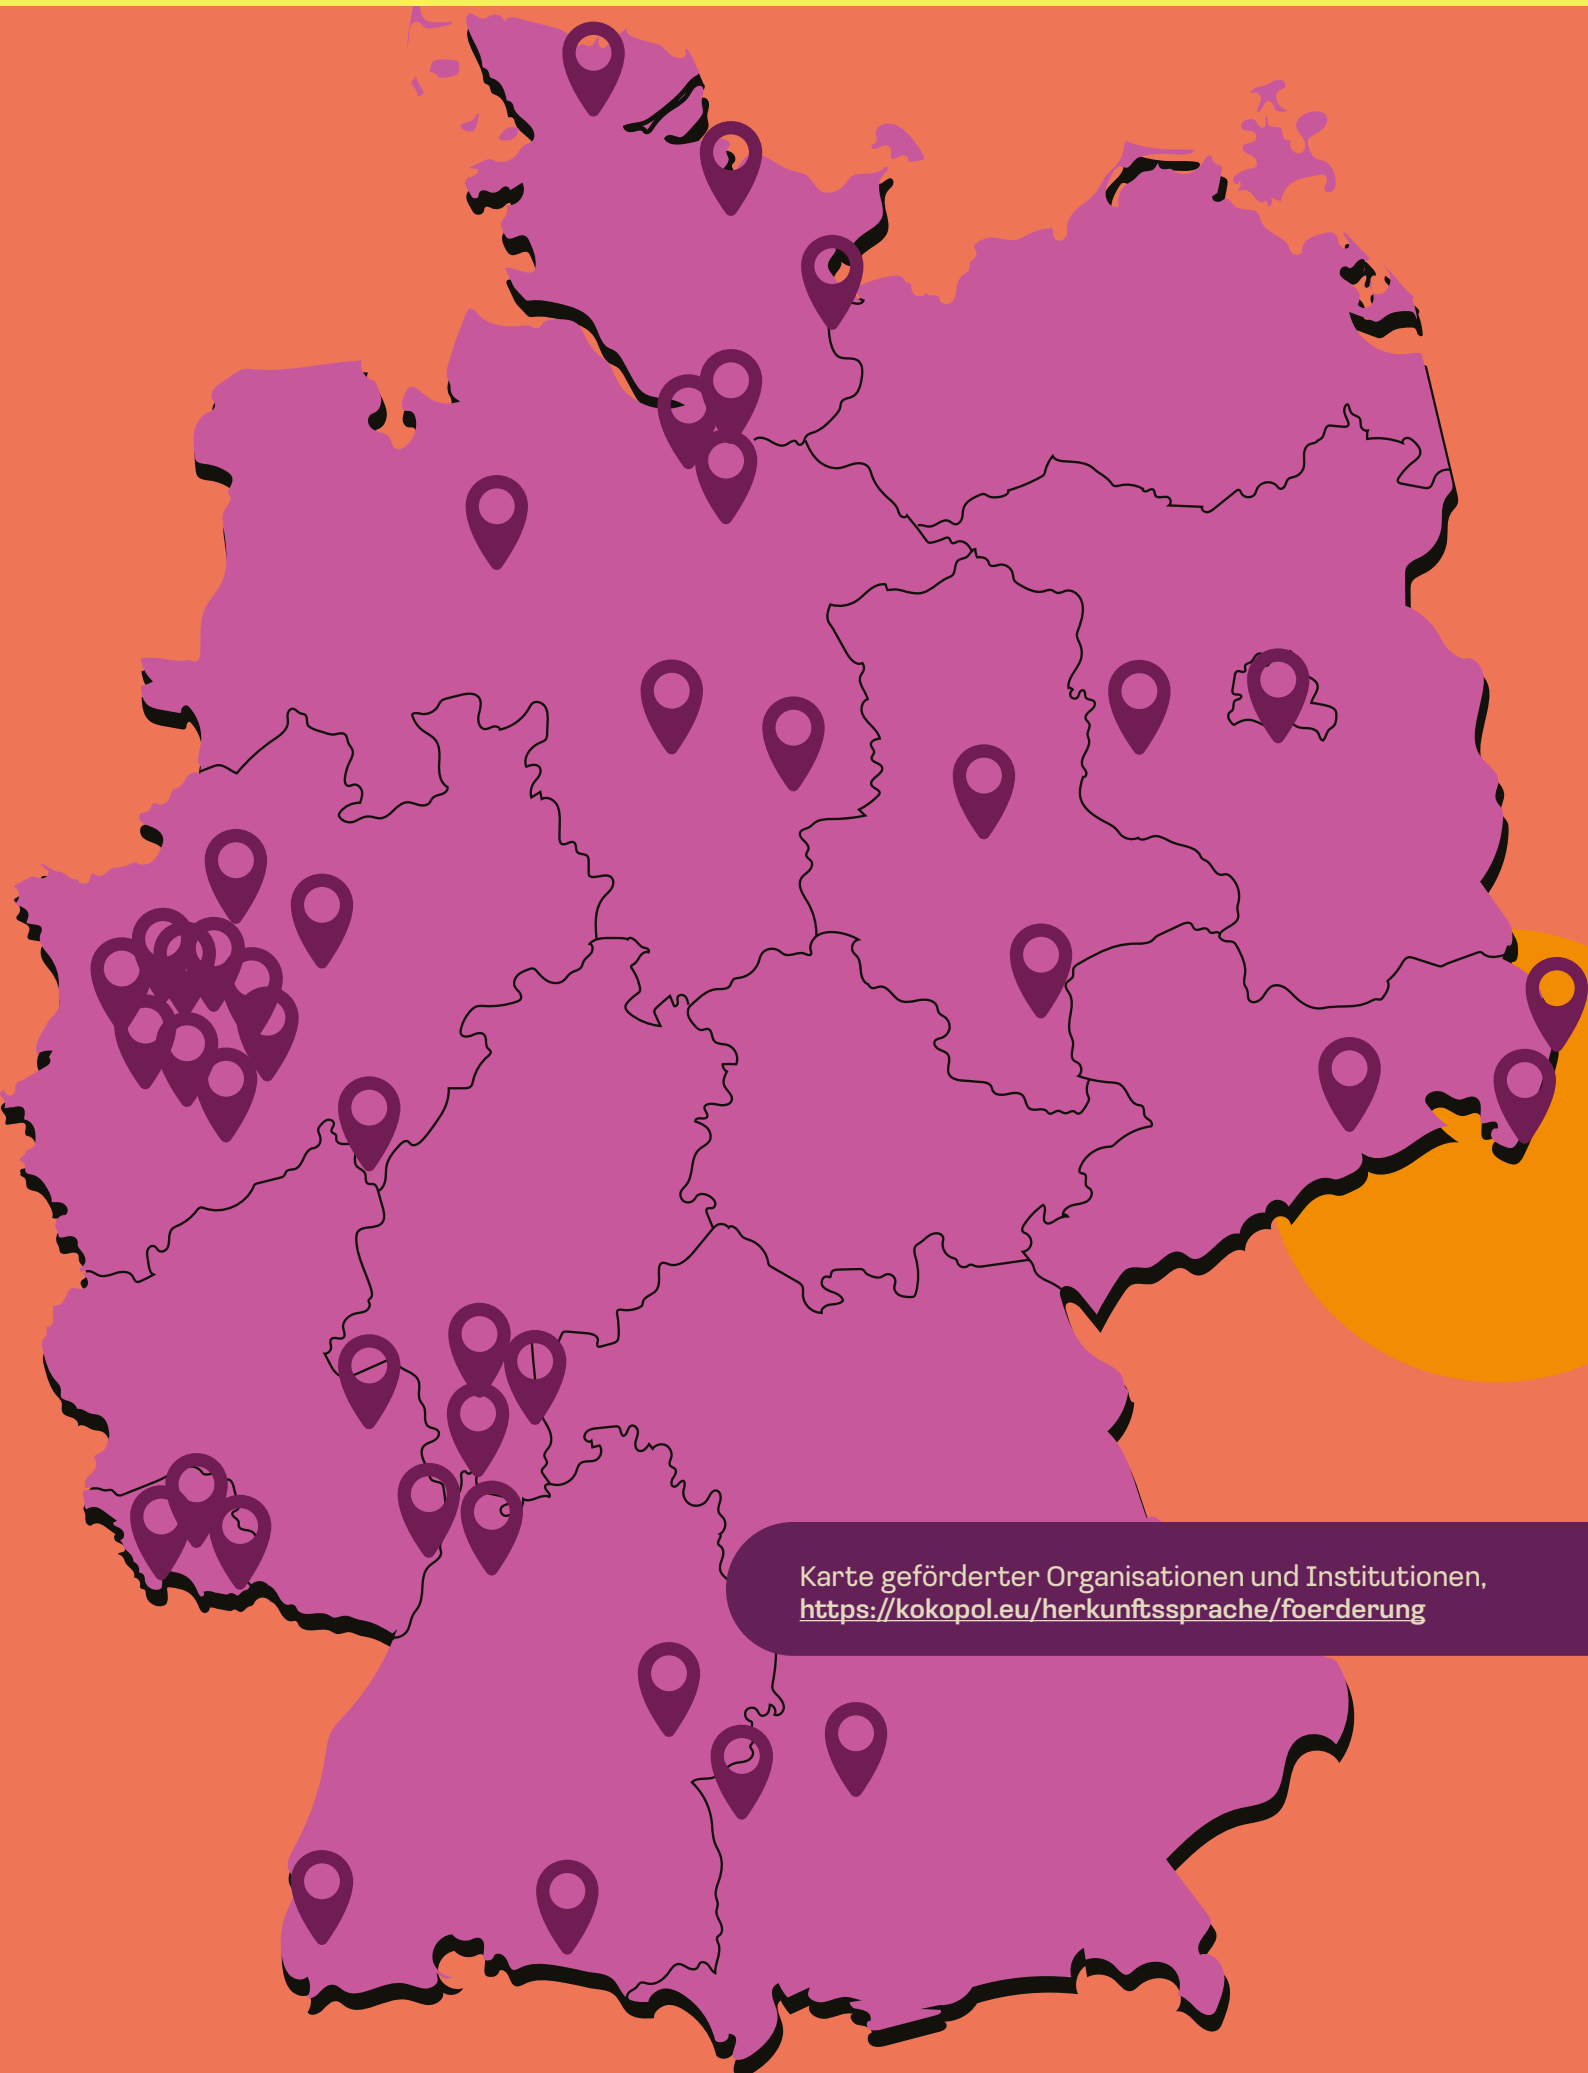 Karte geförderter Organisationen und Institutionen,
https://kokopol.eu/herkunftssprache/foerderung